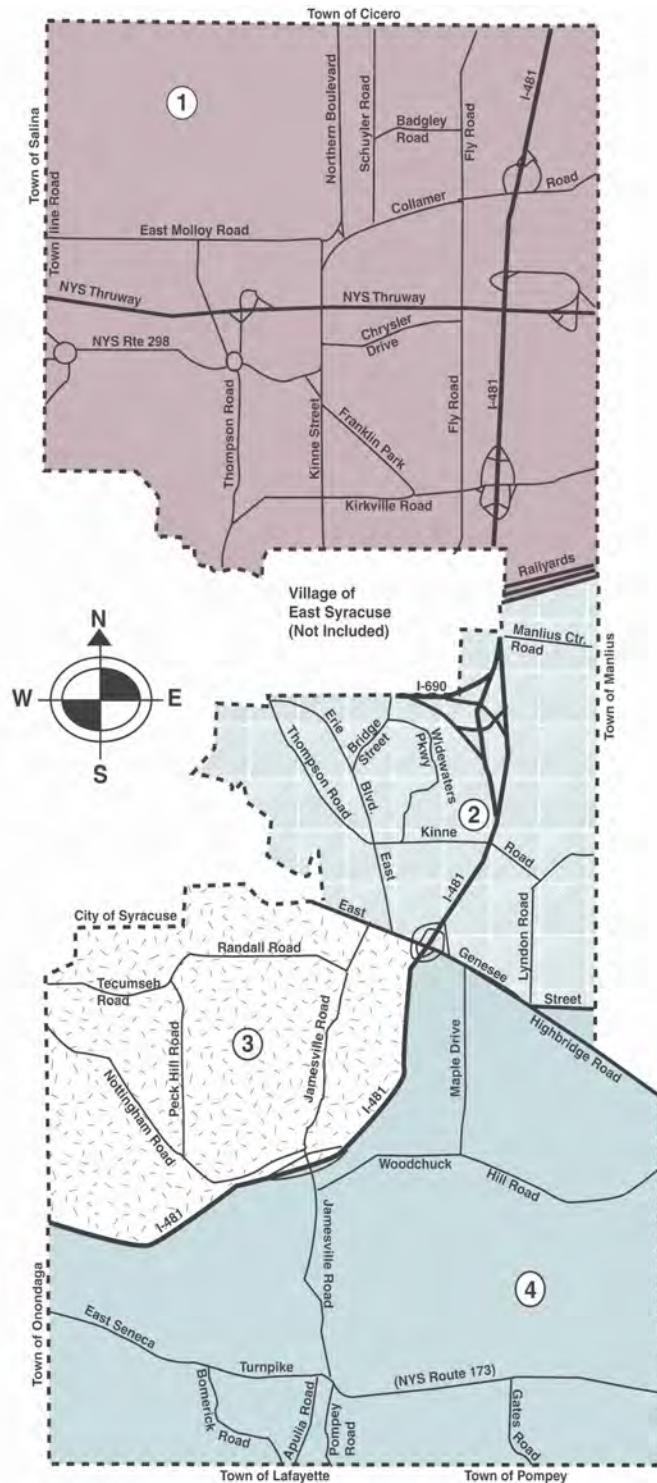 Town of Cicero
Town of Salina
1
Northern Boulevard
Schuyler Road
Badgley
Road
Fly Road
I-481
Collamer
Road
Town line Road
East Molloy Road
NYS Thruway
NYS Thruway
NYS Rte 298
Chrysler
Drive
Thompson Road
Kinne Street
Franklin Park
Fly Road
I-481
Kirkville Road
Railyards
Village of
East Syracuse
(Not Included)
N
W
E
S
Manlius Ctr.
Road
Town of Manlius
I-690
Erie
Blvd.
East
Bridge
Street
Widewaters
Pkwy
Thompson Road
2
Kinne
Road
I-481
Lyndon Road
City of Syracuse
East
Genesee
Street
Highbridge Road
Randall Road
Tecumseh
Road
Peck Hill Road
3
Jamesville Road
I-481
Maple Drive
Nottingham Road
Woodchuck
Hill Road
I-481
Jamesville Road
4
Town of Onondaga
East Seneca
Turnpike
(NYS Route 173)
Bomerick
Road
Apulia Road
Pompey
Road
Gates
Road
Town of Lafayette
Town of Pompey